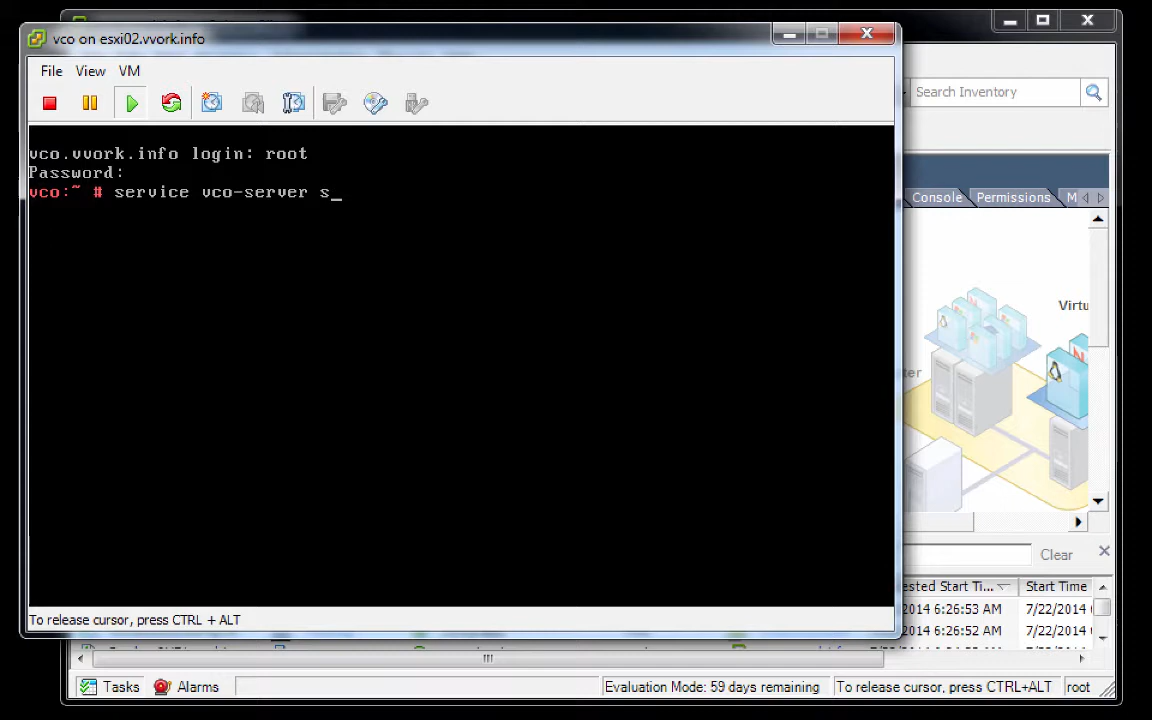 vco on esxi02.vvork.info
File View VM
Search Inventory
vco.vvork.info login: root
Password:
vco:~ # service vco-server s_
Console Permissions M
Virtu
ter
Clear
ested Start Ti... Start Time
2014 6:26:53 AM 7/22/2014
2014 6:26:52 AM 7/22/2014
To release cursor, press CTRL + ALT
Tasks Alarms Evaluation Mode: 59 days remaining To release cursor, press CTRL+ALT root